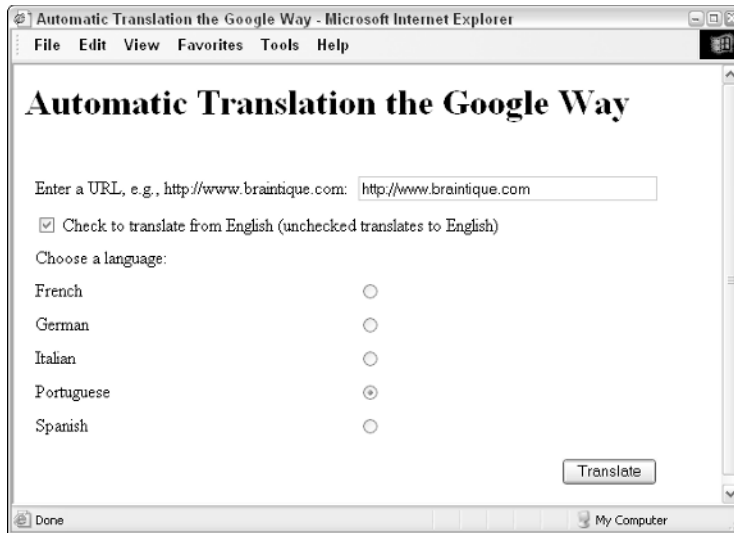 Automatic Translation the Google Way - Microsoft Internet Explorer
File Edit View Favorites Tools Help
Automatic Translation the Google Way
Enter a URL, e.g., http://www.braintique.com: http://www.braintique.com
Check to translate from English (unchecked translates to English)
Choose a language:
French
German
Italian
Portuguese
Spanish
Translate
Done My Computer